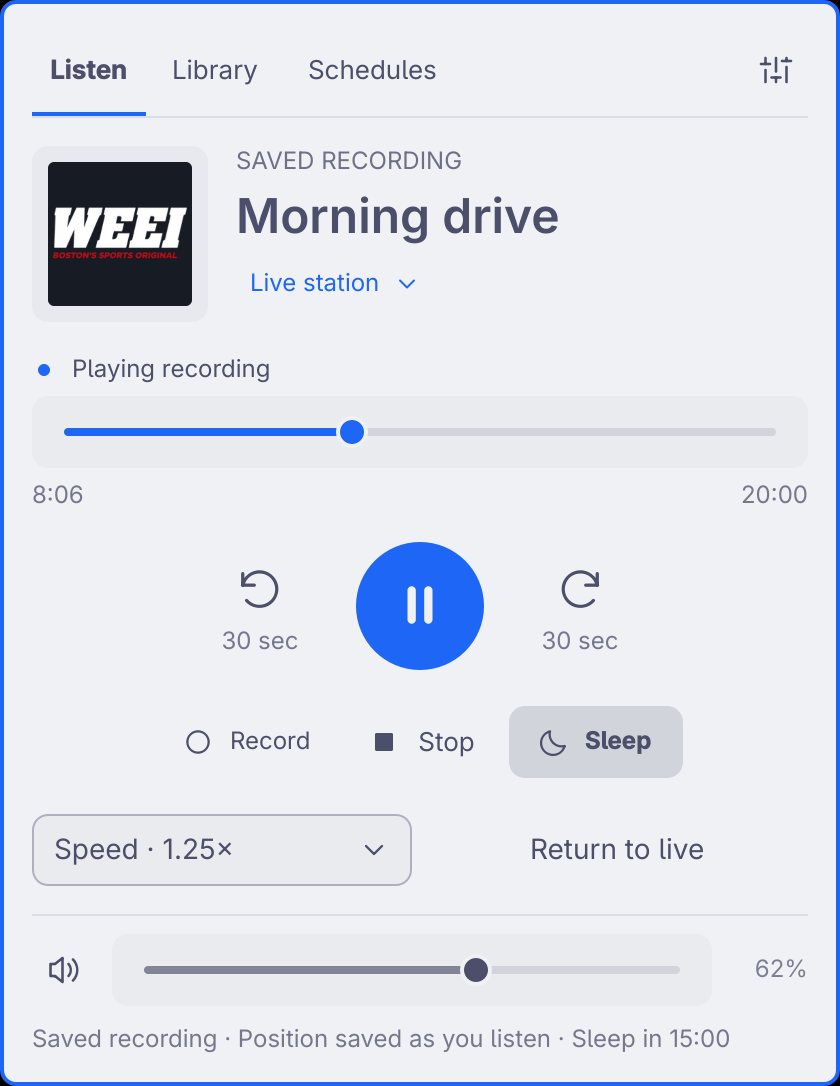 Listen Library Schedules
SAVED RECORDING
WEEI
BOSTON'S SPORTS ORIGINAL
Morning drive
Live station
Playing recording
8:06 20:00
30 sec 30 sec
Record Stop Sleep
Speed · 1.25× Return to live
62%
Saved recording · Position saved as you listen · Sleep in 15:00